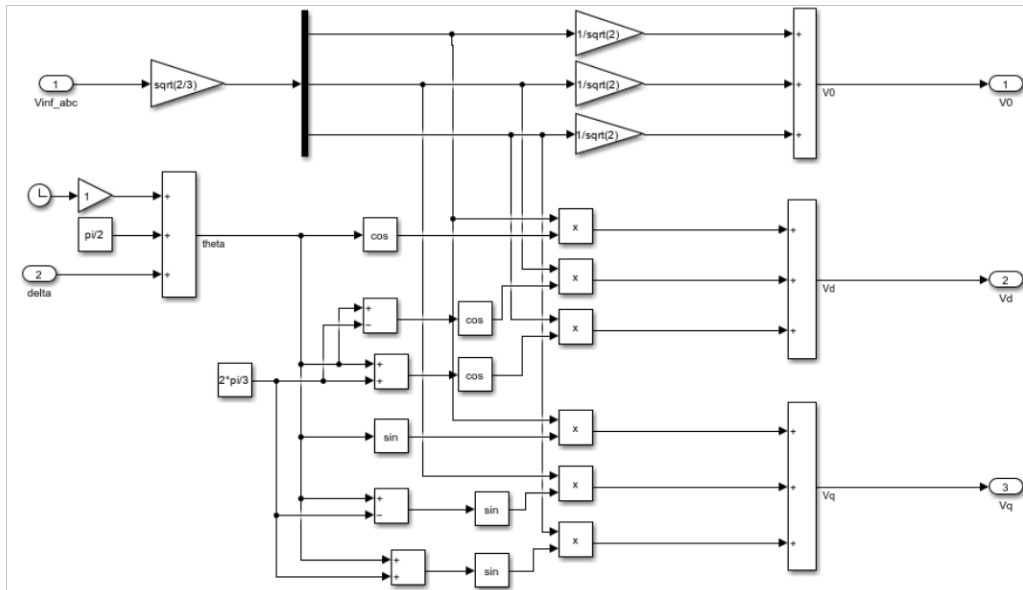 1/sqrt(2)
+
1
Vinf_abc
sqrt(2/3)
1/sqrt(2)
+
V0
1
V0
1/sqrt(2)
+
1
+
pi/2
+
theta
2
delta
+
cos
x
+
x
+
Vd
2
Vd
+
−
cos
x
+
2*pi/3
+
+
cos
sin
x
+
+
−
sin
x
+
Vq
3
Vq
+
+
sin
x
+